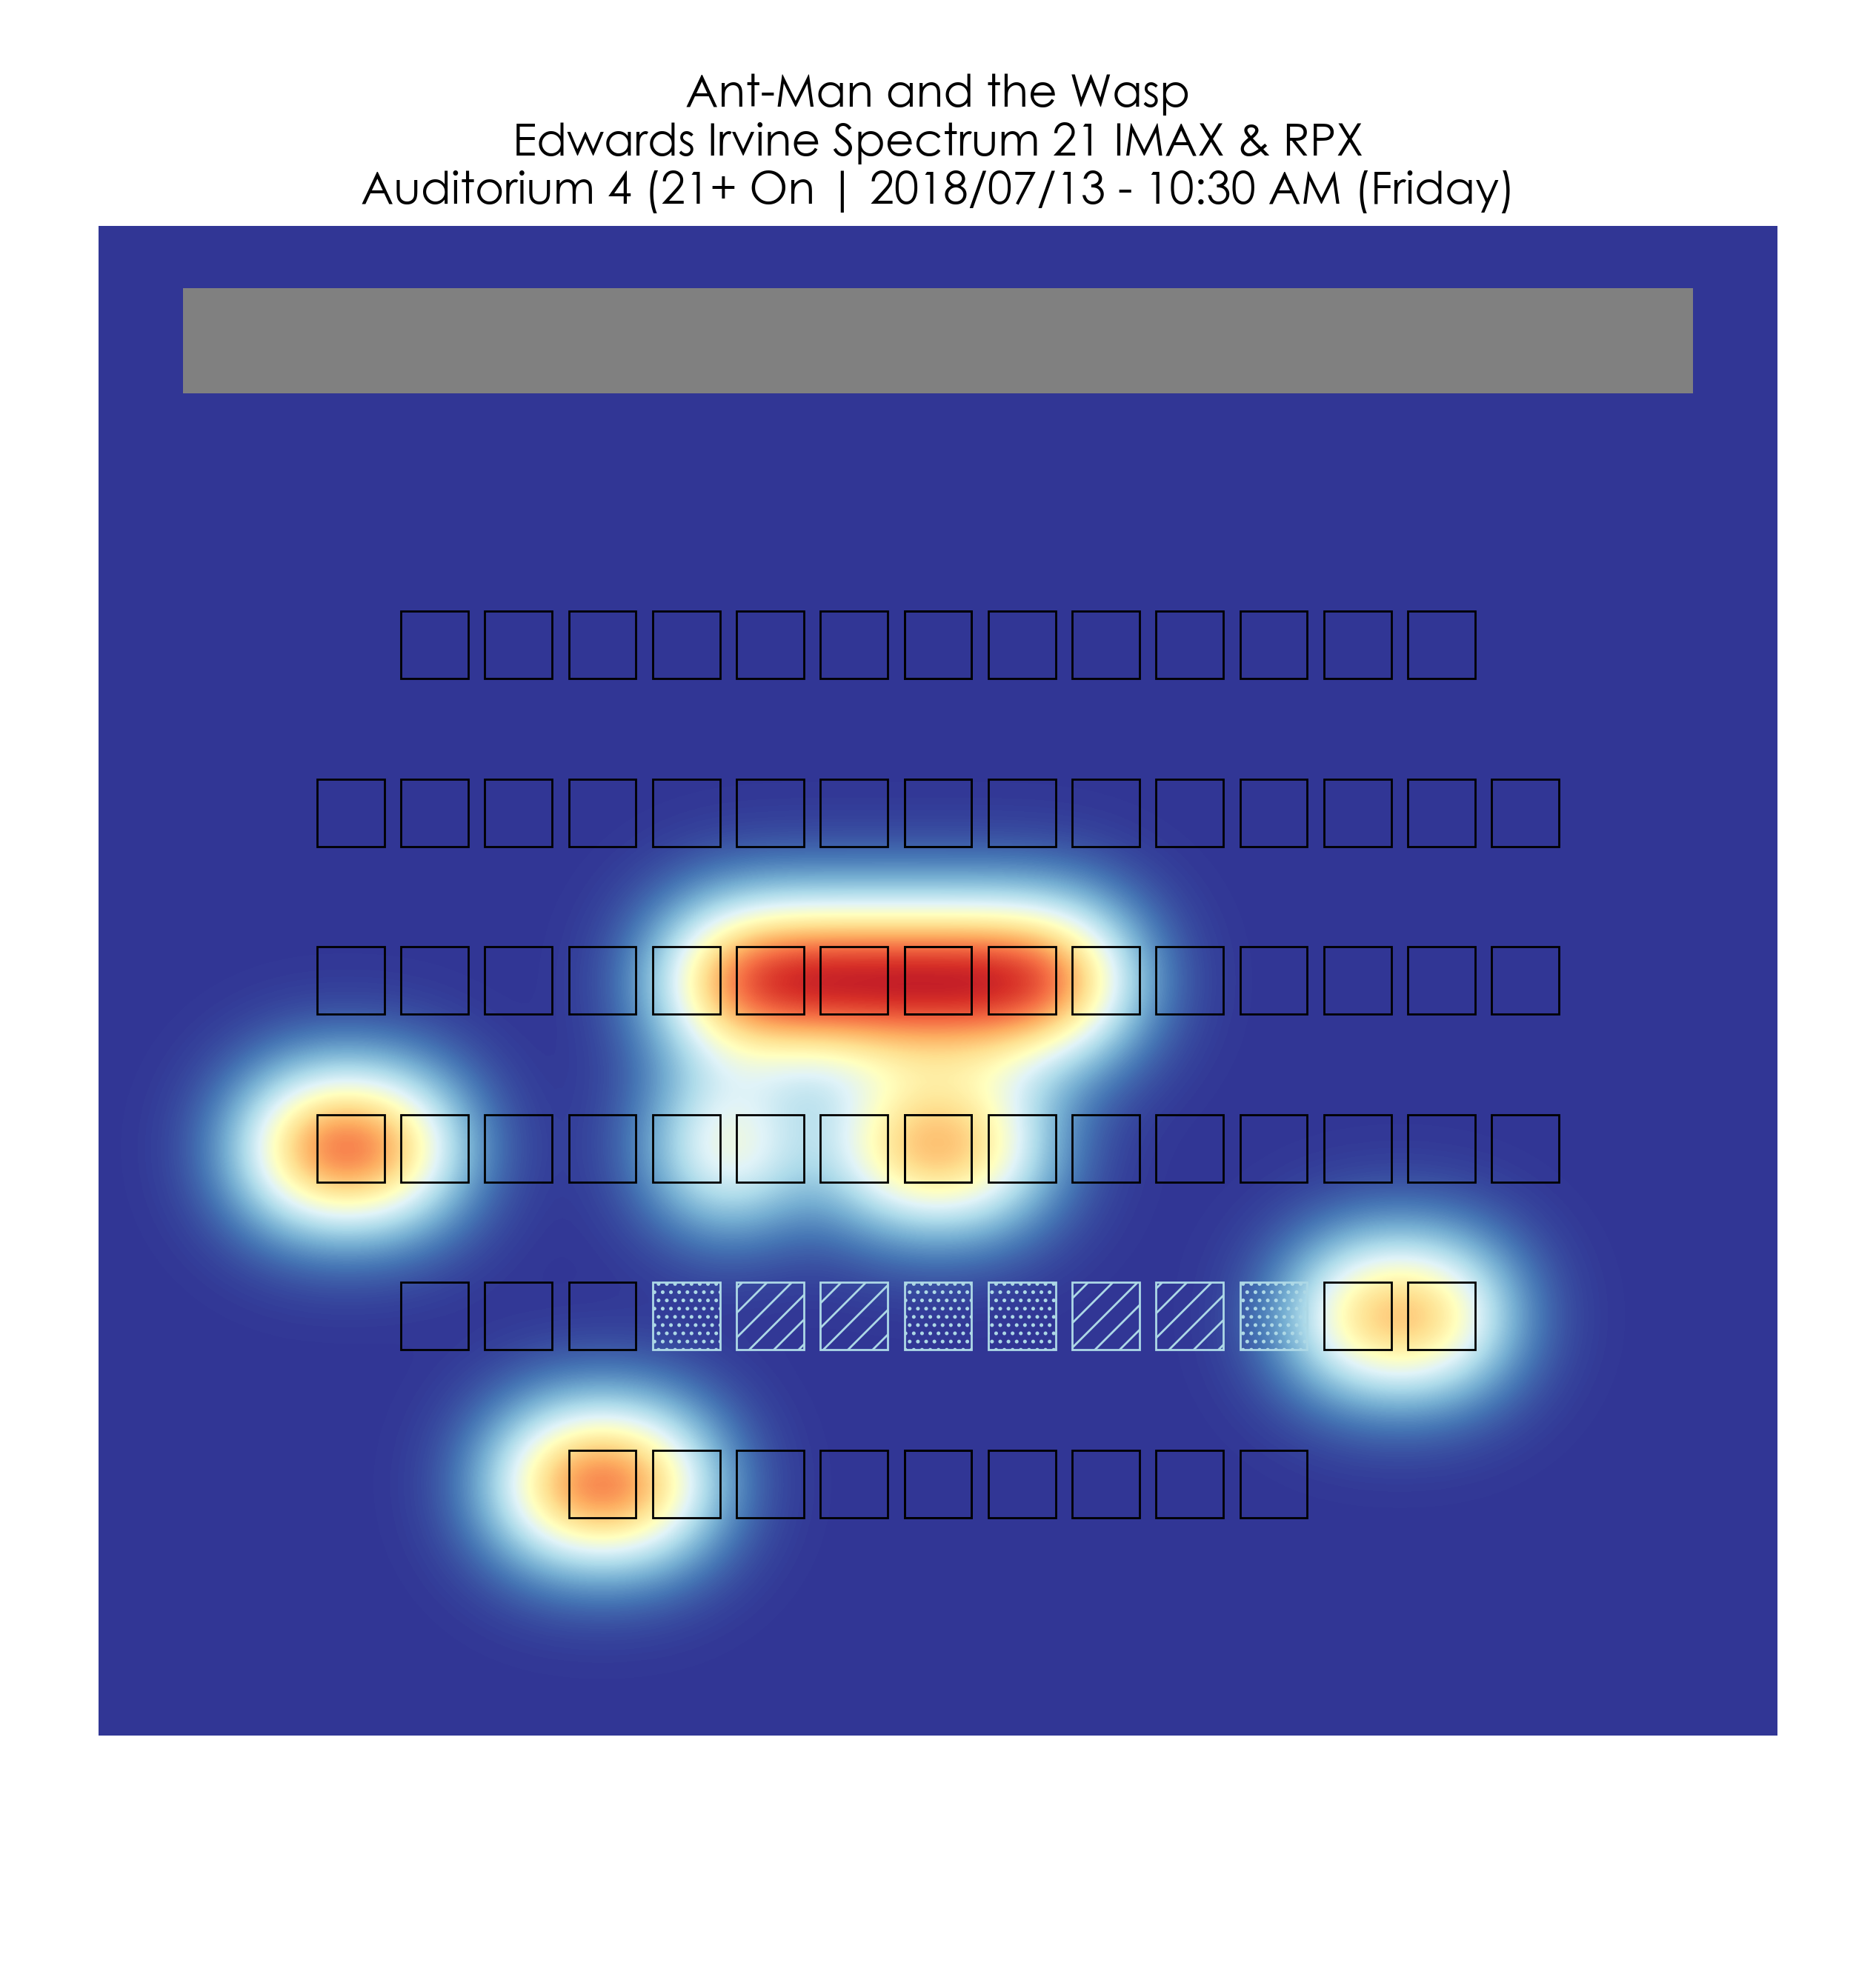 Ant-Man and the Wasp
Edwards Irvine Spectrum 21 IMAX & RPX
Auditorium 4 (21+ On | 2018/07/13 - 10:30 AM (Friday)